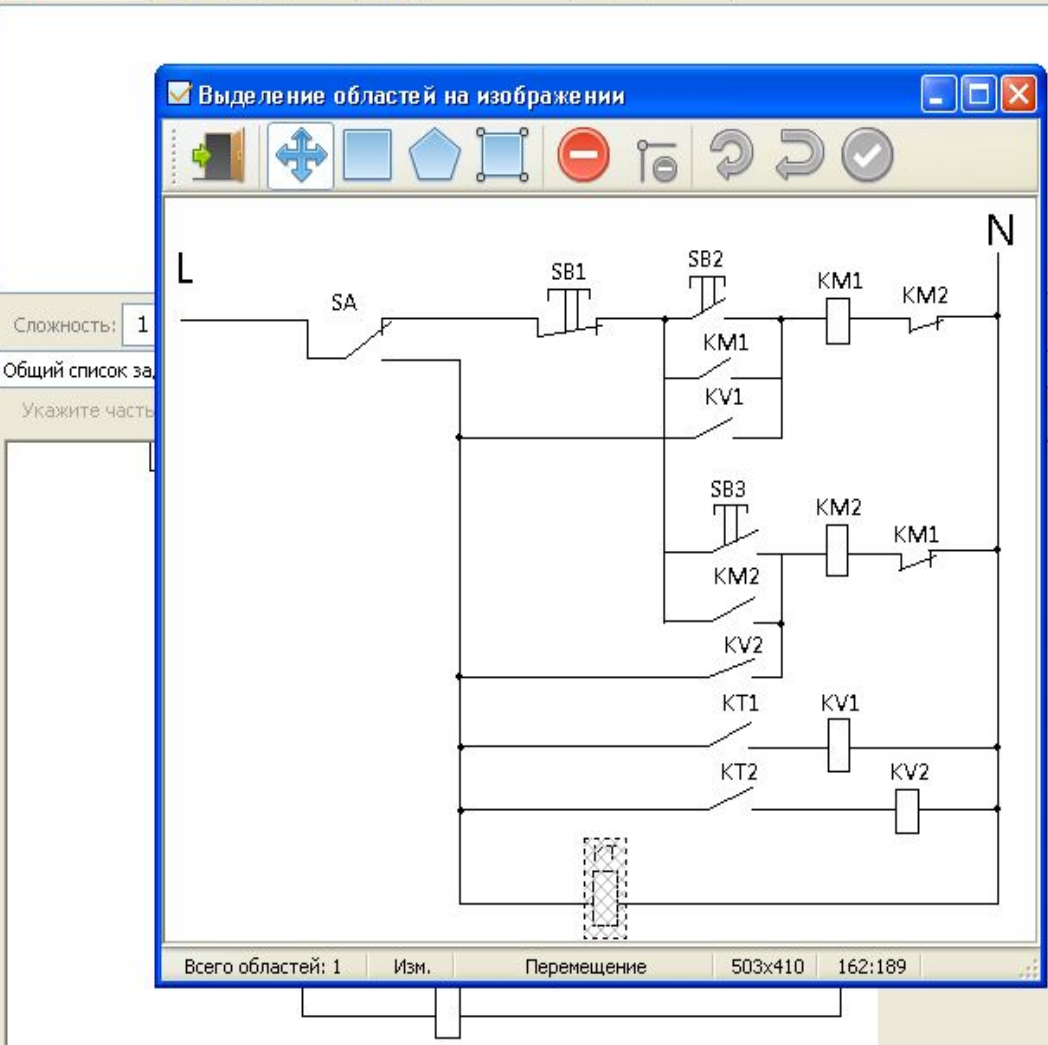 Выделение областей на изображении
N
L
SB1
SB2
KM1
KM2
SA
Сложность: 1
KM1
Общий список за
KV1
Укажите часть
SB3
KM2
KM1
KM2
KV2
KT1
KV1
KT2
KV2
KT
Всего областей: 1
Изм.
Перемещение
503x410
162:189